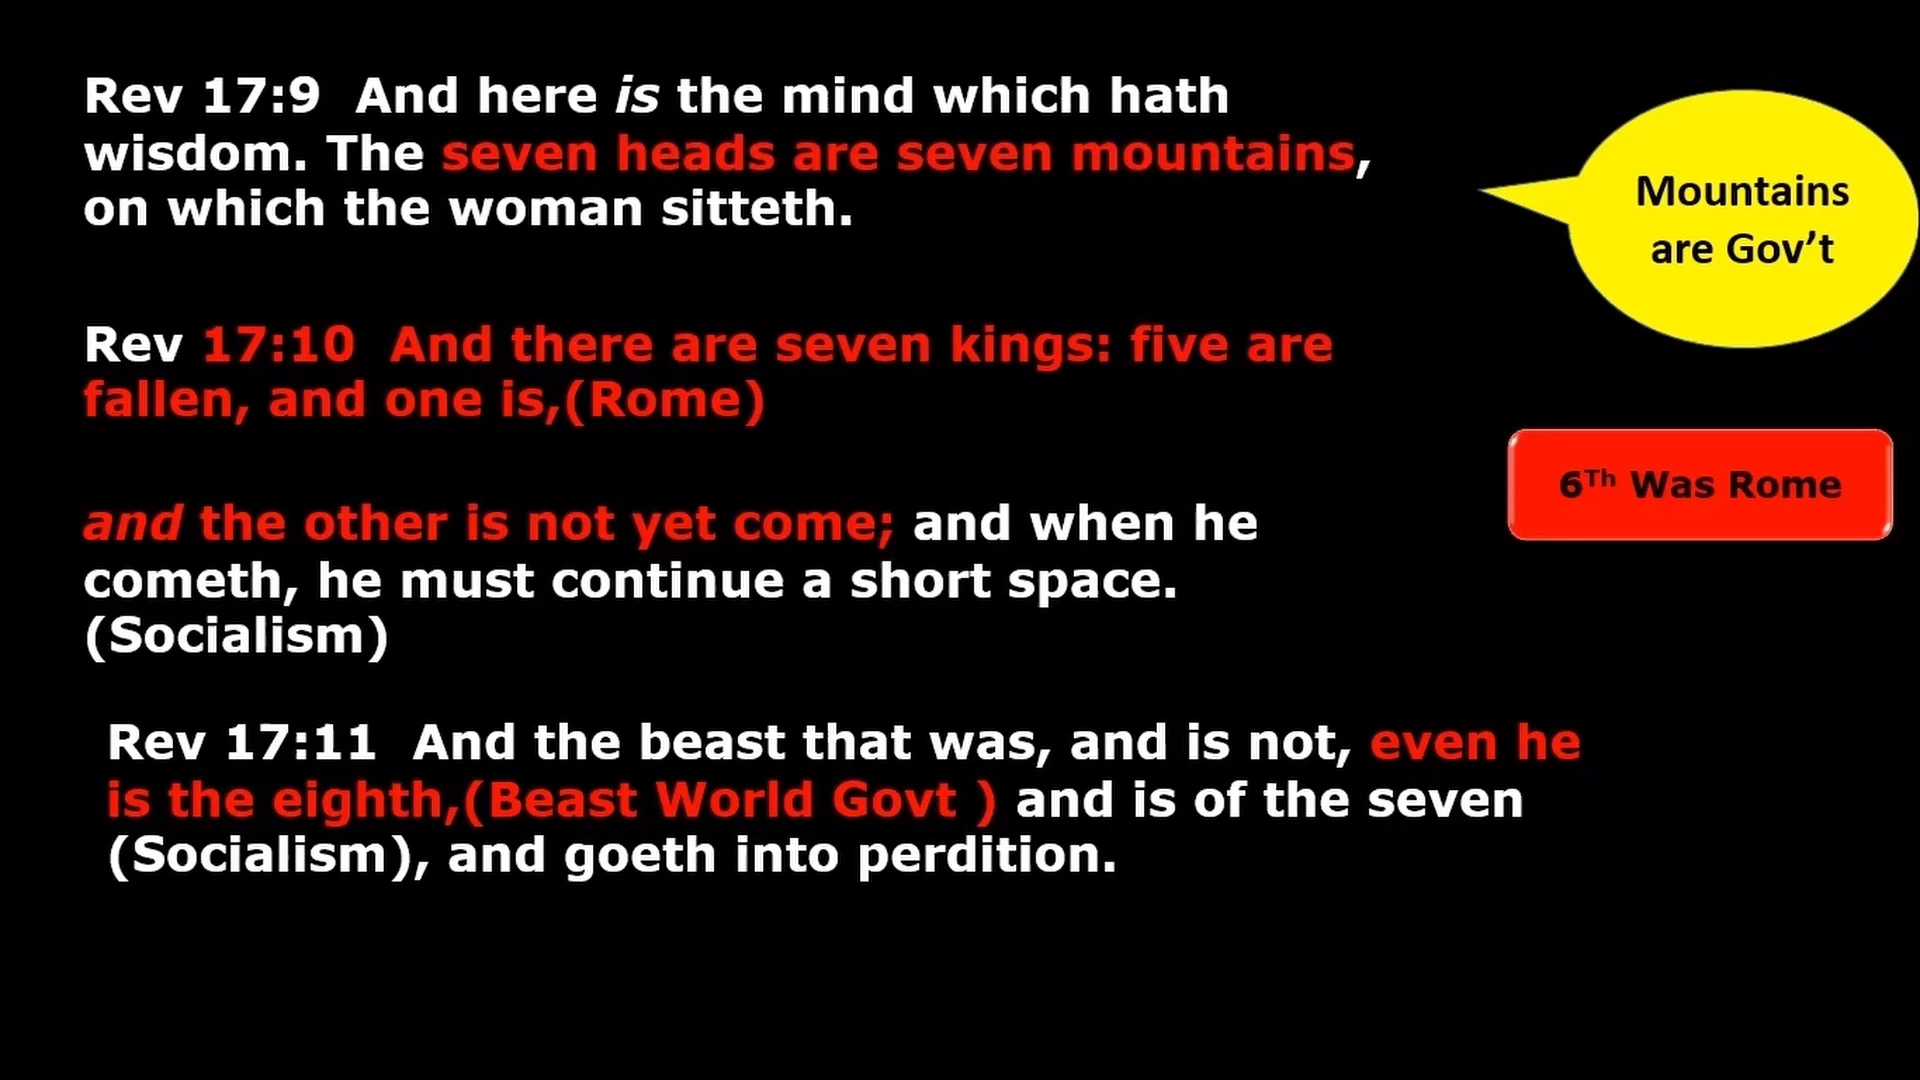 Rev 17:9  And here is the mind which hath
wisdom. The seven heads are seven mountains,
on which the woman sitteth.
Mountains
are Gov’t
Rev 17:10  And there are seven kings: five are
fallen, and one is,(Rome)
6Th Was Rome
and the other is not yet come; and when he
cometh, he must continue a short space.
(Socialism)
Rev 17:11  And the beast that was, and is not, even he
is the eighth,(Beast World Govt ) and is of the seven
(Socialism), and goeth into perdition.